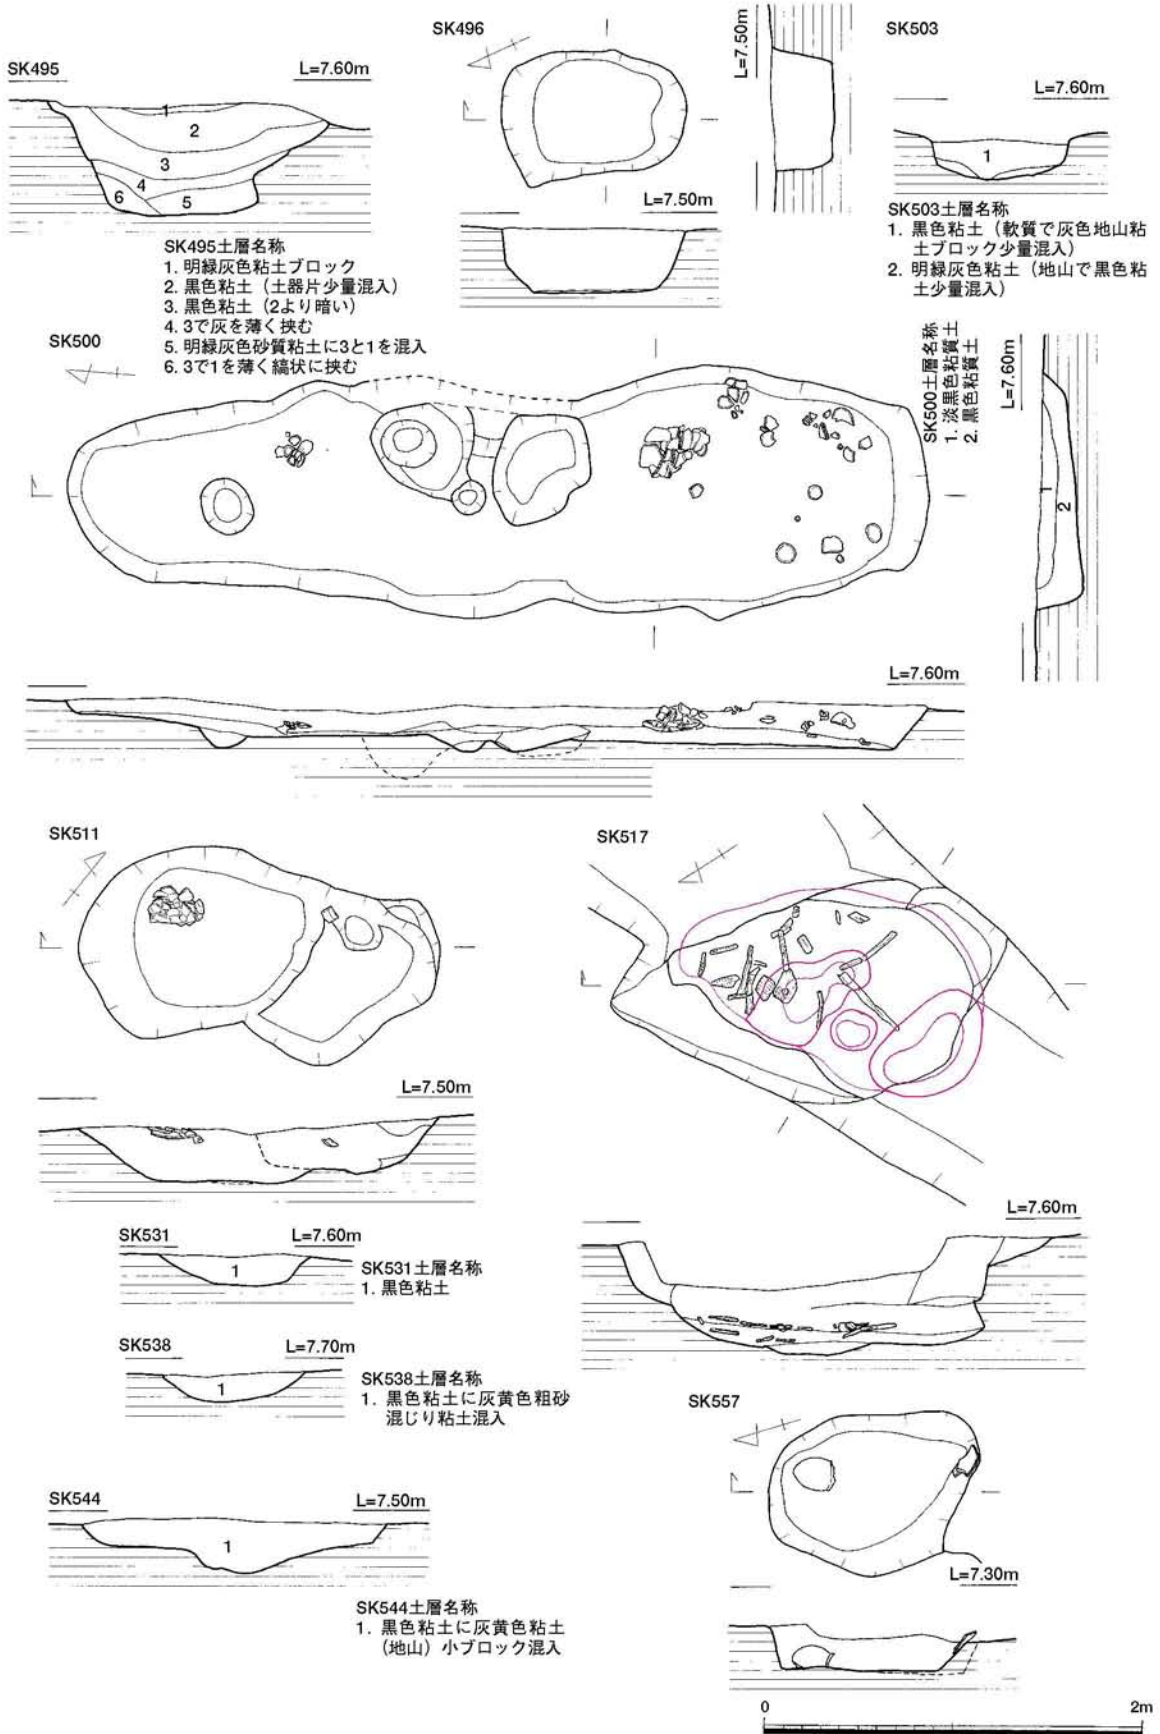 SK495
L=7.60m
1
2
3
4
5
6
SK495土層名称
1. 明緑灰色粘土ブロック
2. 黒色粘土（土器片少量混入）
3. 黒色粘土（2より暗い）
4. 3で灰を薄く挟む
5. 明緑灰色砂質粘土に3と1を混入
6. 3で1を薄く縞状に挟む
SK496
L=7.50m
L=7.50m
SK503
L=7.60m
1
SK503土層名称
1. 黒色粘土（軟質で灰色地山粘
土ブロック少量混入）
2. 明緑灰色粘土（地山で黒色粘
土少量混入）
SK500
SK500土層名称
1. 淡黒色粘質土
2. 黒色粘質土
L=7.60m
1
2
L=7.60m
SK511
L=7.50m
SK517
L=7.60m
SK531
L=7.60m
1
SK531土層名称
1. 黒色粘土
SK538
L=7.70m
1
SK538土層名称
1. 黒色粘土に灰黄色粗砂
混じり粘土混入
SK544
L=7.50m
1
SK544土層名称
1. 黒色粘土に灰黄色粘土
（地山）小ブロック混入
SK557
L=7.30m
0
2m